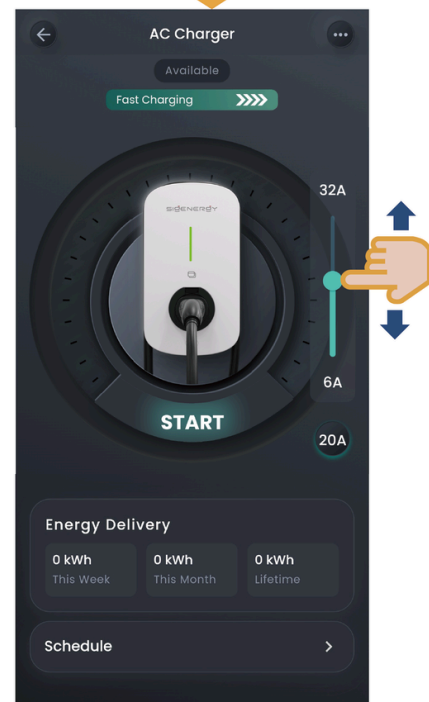 AC Charger
Available
Fast Charging
SIGENERGY
32A
6A
START
20A
Energy Delivery
0 kWh 0 kWh 0 kWh
This Week This Month Lifetime
Schedule